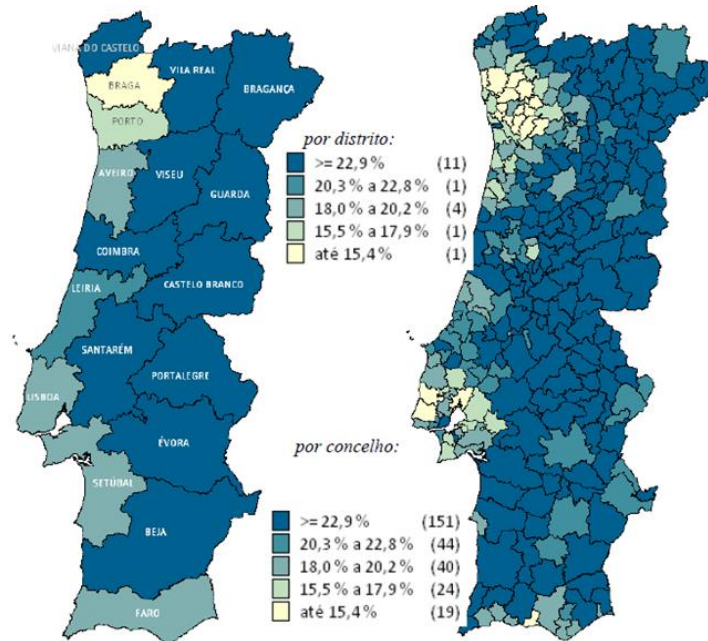 VIANA DO CASTELO
VILA REAL
BRAGANÇA
BRAGA
PORTO
AVEIRO
VISEU
GUARDA
COIMBRA
LEIRIA
CASTELO BRANCO
SANTARÉM
PORTALEGRE
LISBOA
ÉVORA
SETÚBAL
BEJA
FARO
por distrito:
>= 22,9% (11)
20,3% a 22,8% (1)
18,0% a 20,2% (4)
15,5% a 17,9% (1)
até 15,4% (1)
por concelho:
>= 22,9% (151)
20,3% a 22,8% (44)
18,0% a 20,2% (40)
15,5% a 17,9% (24)
até 15,4% (19)